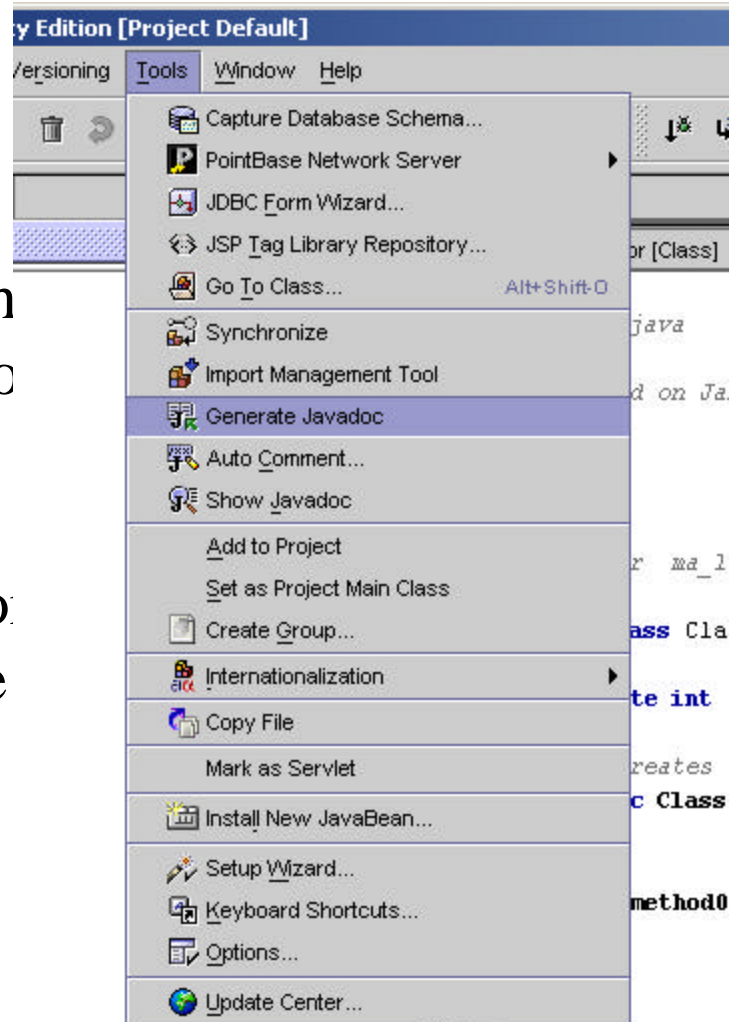 y Edition [Project Default]
Versioning Tools Window Help
Capture Database Schema...
PointBase Network Server
JDBC Form Wizard...
JSP Tag Library Repository...
or [Class]
Go To Class... Alt+Shift-O
java
Synchronize
Import Management Tool
d on Ja
Generate Javadoc
Auto Comment...
Show Javadoc
Add to Project
r ma_l
Set as Project Main Class
Create Group...
ass Cla
Internationalization
te int
Copy File
Mark as Servlet
reates
c Class
Install New JavaBean...
Setup Wizard...
Keyboard Shortcuts...
method0
Options...
Update Center...